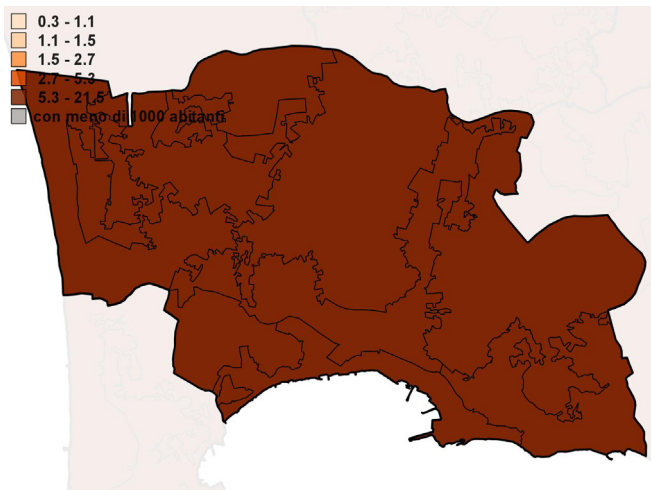 0.3 - 1.1
1.1 - 1.5
1.5 - 2.7
2.7 - 5.3
5.3 - 21.5
con meno di 1000 abitanti